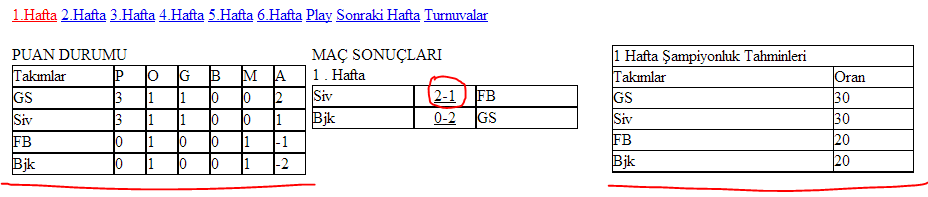 1.Hafta 2.Hafta 3.Hafta 4.Hafta 5.Hafta 6.Hafta Play Sonraki Hafta Turnuvalar
PUAN DURUMU
Takımlar P O G B M A
GS 3 1 1 0 0 2
Siv 3 1 1 0 0 1
FB 0 1 0 0 1 -1
Bjk 0 1 0 0 1 -2
MAÇ SONUÇLARI
1 . Hafta
Siv 2-1 FB
Bjk 0-2 GS
1 Hafta Şampiyonluk Tahminleri
Takımlar Oran
GS 30
Siv 30
FB 20
Bjk 20